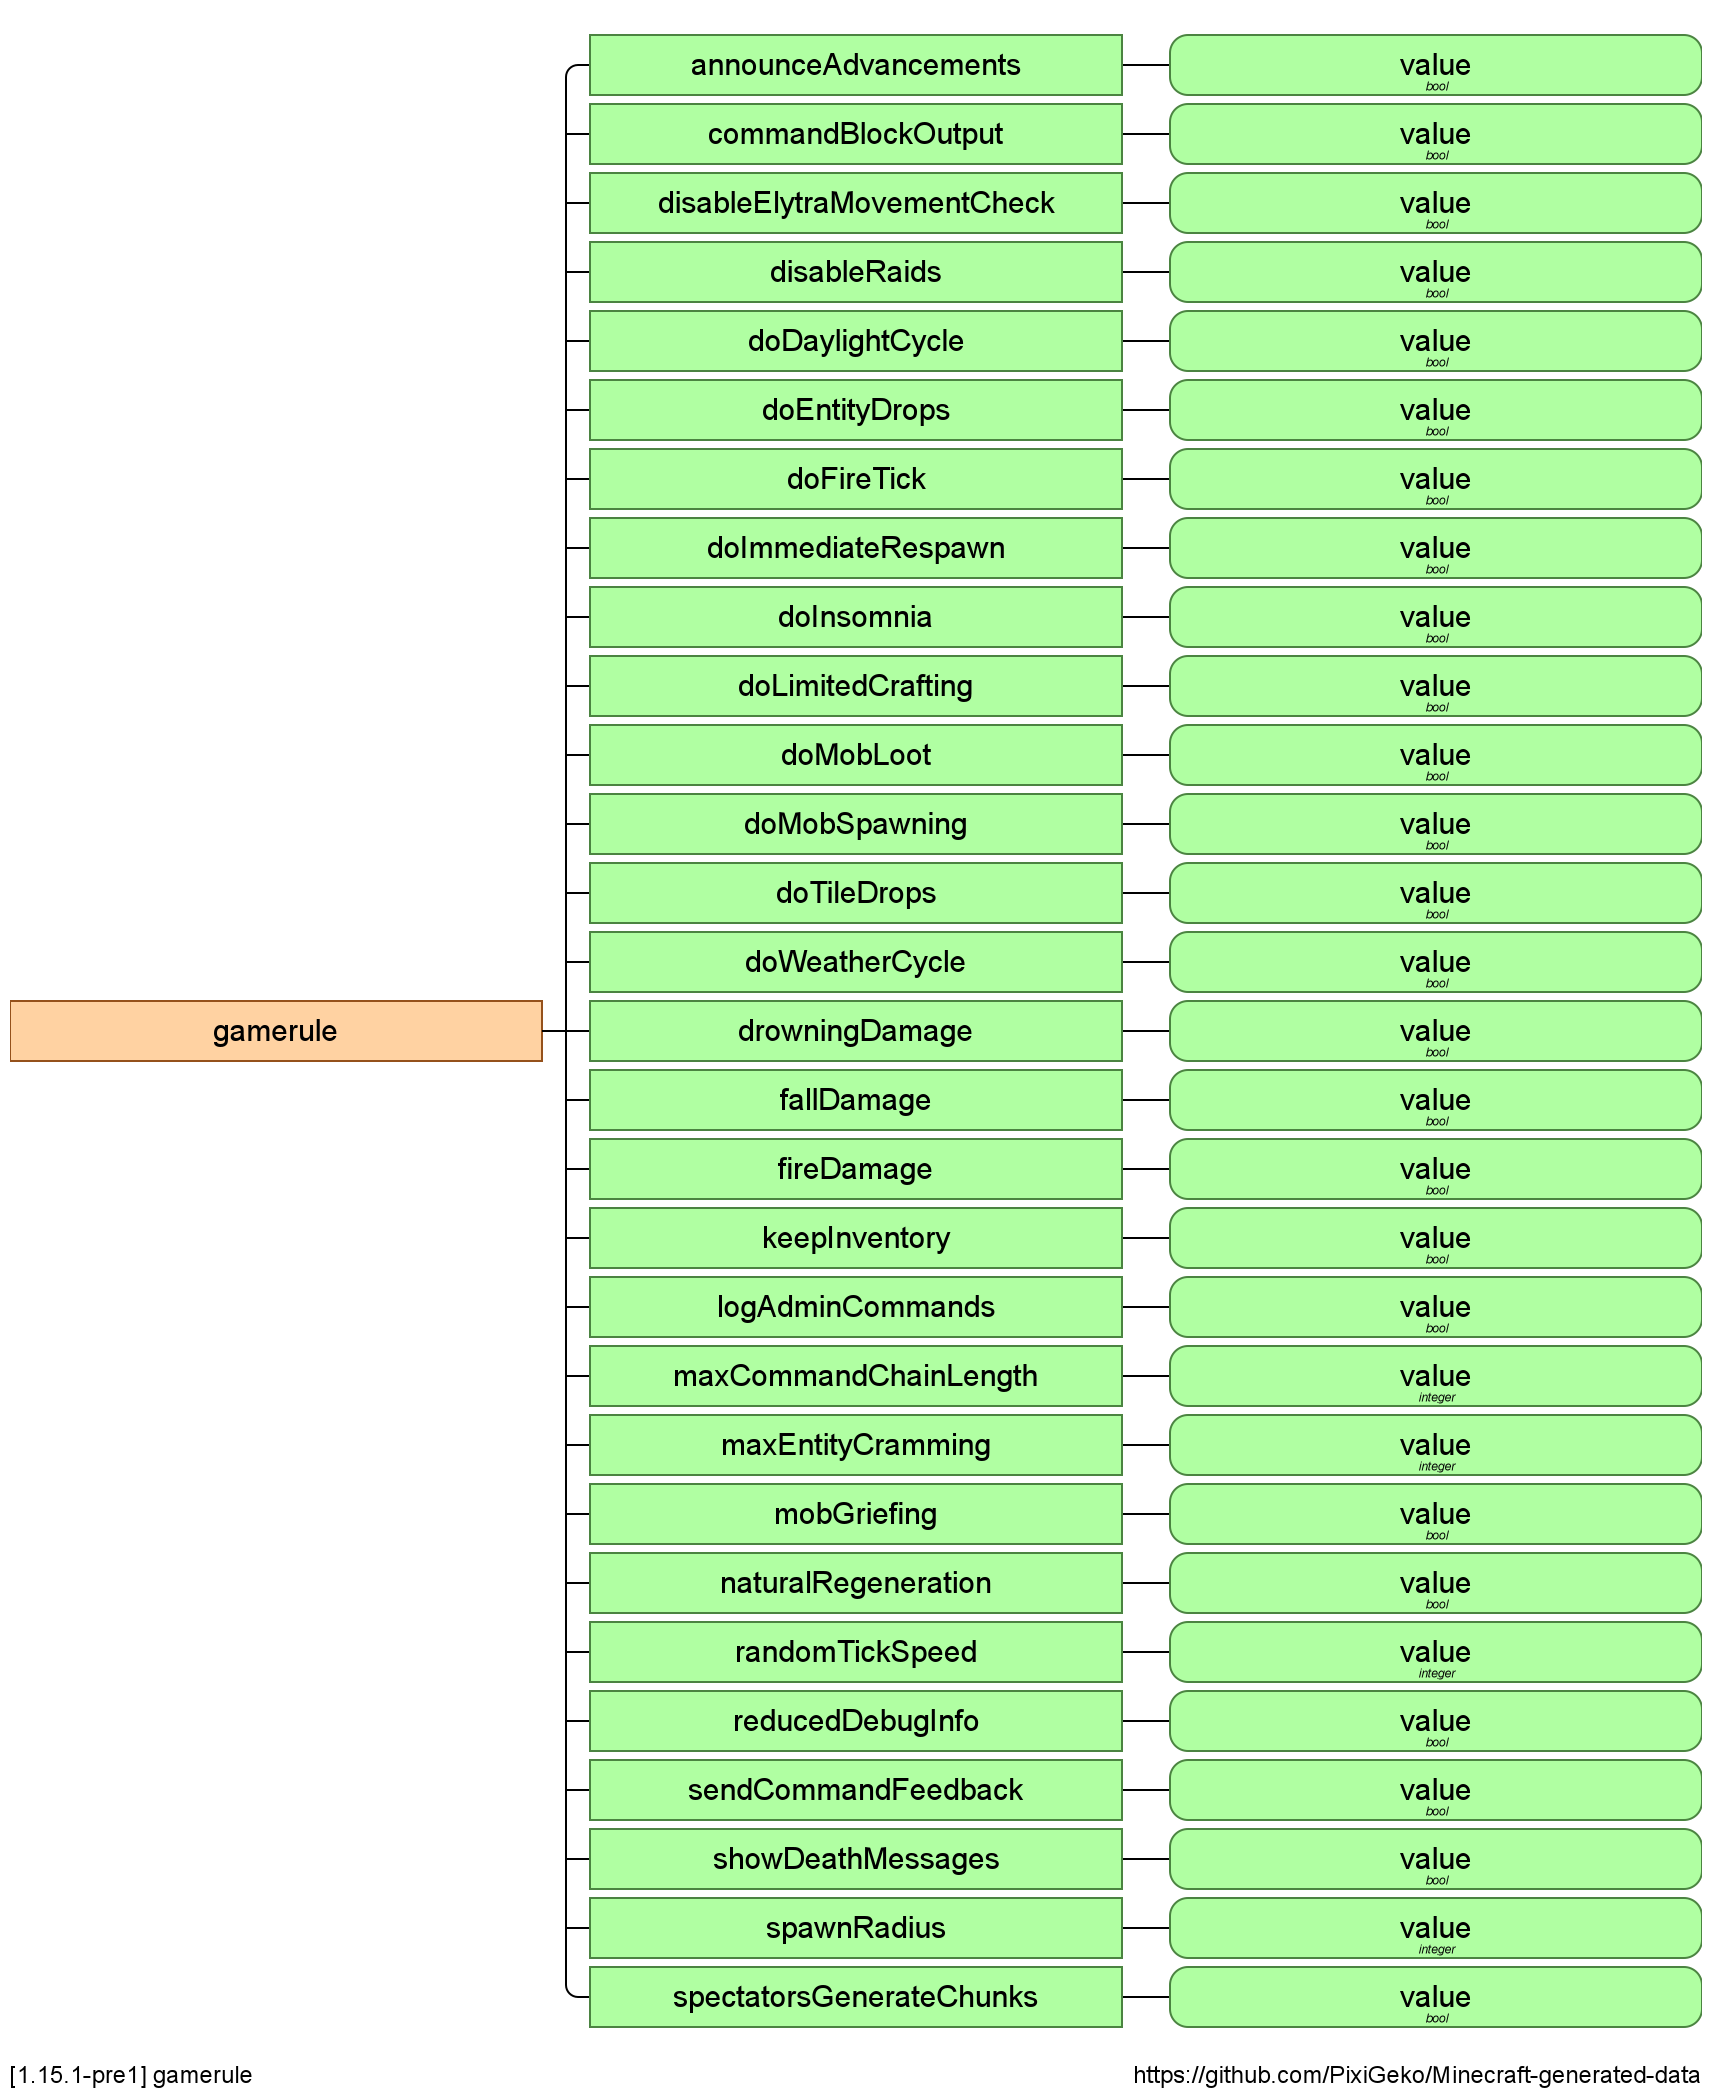 announceAdvancements value
bool
commandBlockOutput value
bool
disableElytraMovementCheck value
bool
disableRaids value
bool
doDaylightCycle value
bool
doEntityDrops value
bool
doFireTick value
bool
doImmediateRespawn value
bool
doInsomnia value
bool
doLimitedCrafting value
bool
doMobLoot value
bool
doMobSpawning value
bool
doTileDrops value
bool
doWeatherCycle value
bool
gamerule drowningDamage value
bool
fallDamage value
bool
fireDamage value
bool
keepInventory value
bool
logAdminCommands value
bool
maxCommandChainLength value
integer
maxEntityCramming value
integer
mobGriefing value
bool
naturalRegeneration value
bool
randomTickSpeed value
integer
reducedDebugInfo value
bool
sendCommandFeedback value
bool
showDeathMessages value
bool
spawnRadius value
integer
spectatorsGenerateChunks value
bool
[1.15.1-pre1] gamerule https://github.com/PixiGeko/Minecraft-generated-data